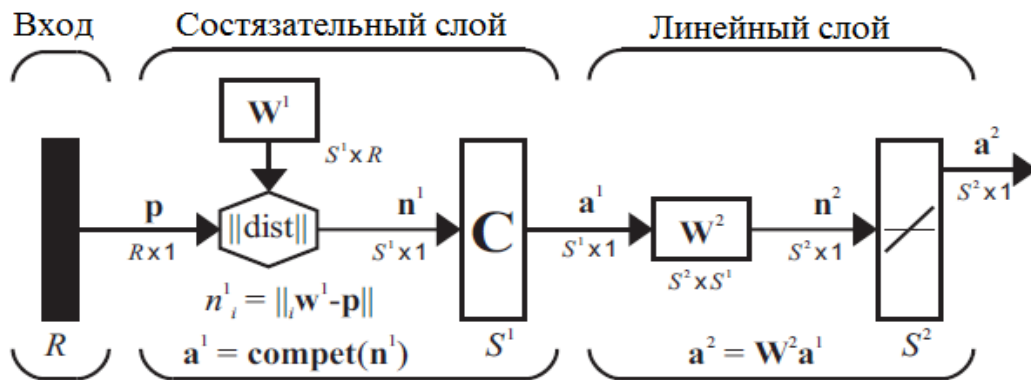 Вход Состязательный слой Линейный слой
W¹
S¹ x R
p n¹ a¹ n² a²
||dist|| C W²
R x 1 S¹ x 1 S¹ x 1 S² x 1 S² x 1
S² x S¹
n¹ᵢ = ||ᵢw¹-p||
R S¹ S²
a¹ = compet(n¹) a² = W²a¹